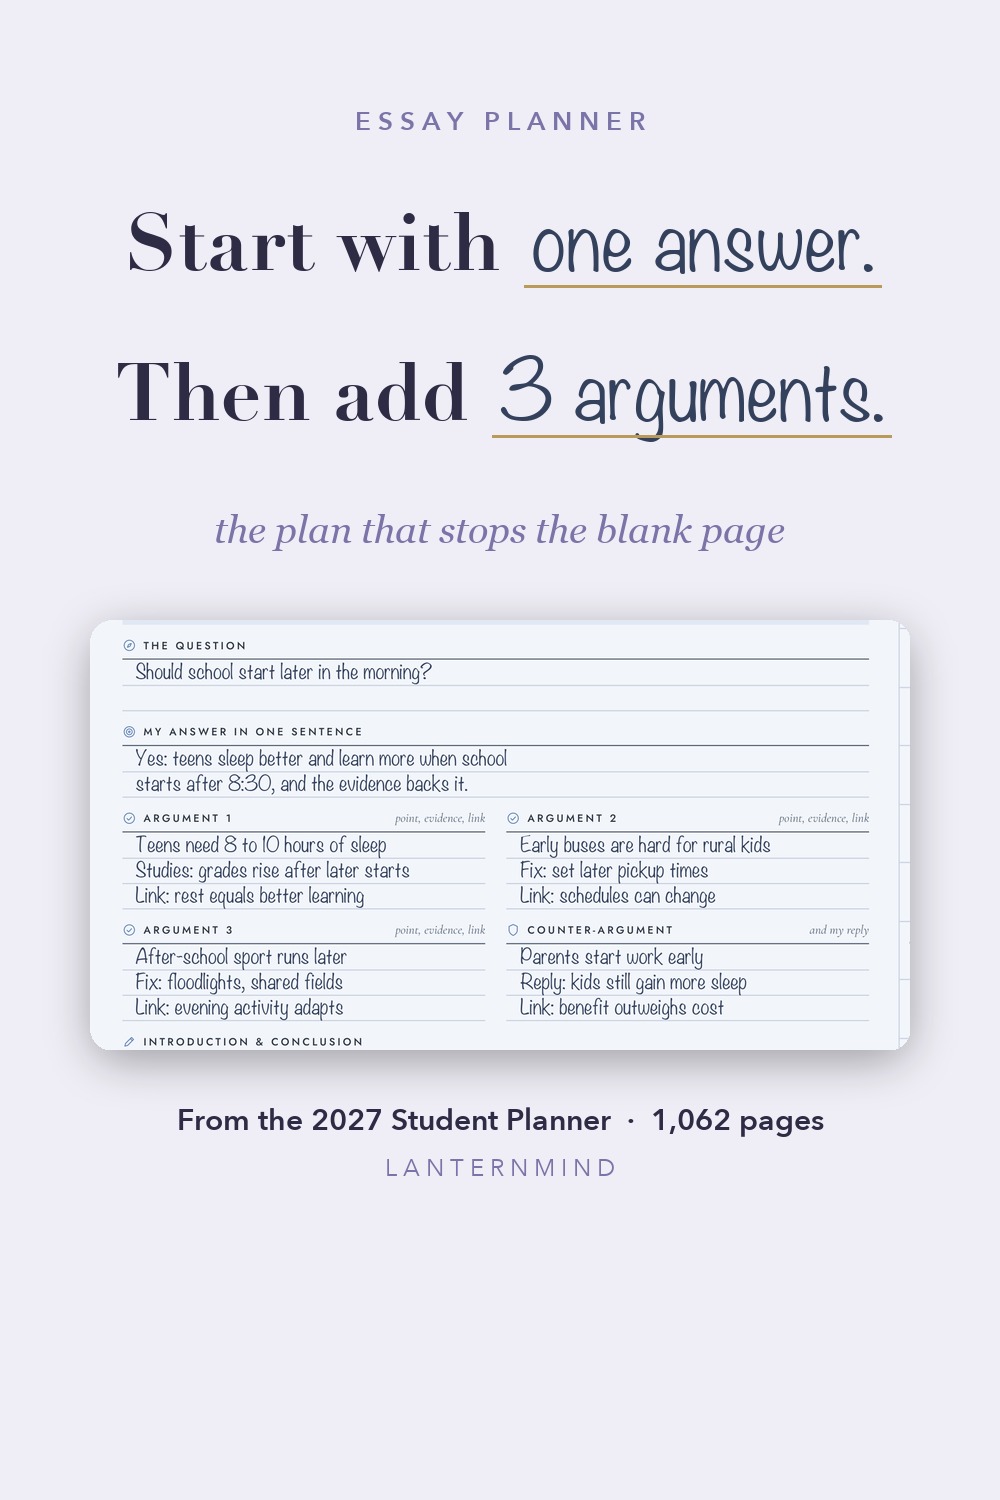 ESSAY PLANNER
Start with one answer.
Then add 3 arguments.
the plan that stops the blank page
THE QUESTION
Should school start later in the morning?
MY ANSWER IN ONE SENTENCE
Yes: teens sleep better and learn more when school
starts after 8:30, and the evidence backs it.
ARGUMENT 1 point, evidence, link
Teens need 8 to 10 hours of sleep
Studies: grades rise after later starts
Link: rest equals better learning
ARGUMENT 2 point, evidence, link
Early buses are hard for rural kids
Fix: set later pickup times
Link: schedules can change
ARGUMENT 3 point, evidence, link
After-school sport runs later
Fix: floodlights, shared fields
Link: evening activity adapts
COUNTER-ARGUMENT and my reply
Parents start work early
Reply: kids still gain more sleep
Link: benefit outweighs cost
INTRODUCTION & CONCLUSION
From the 2027 Student Planner · 1,062 pages
LANTERNMIND